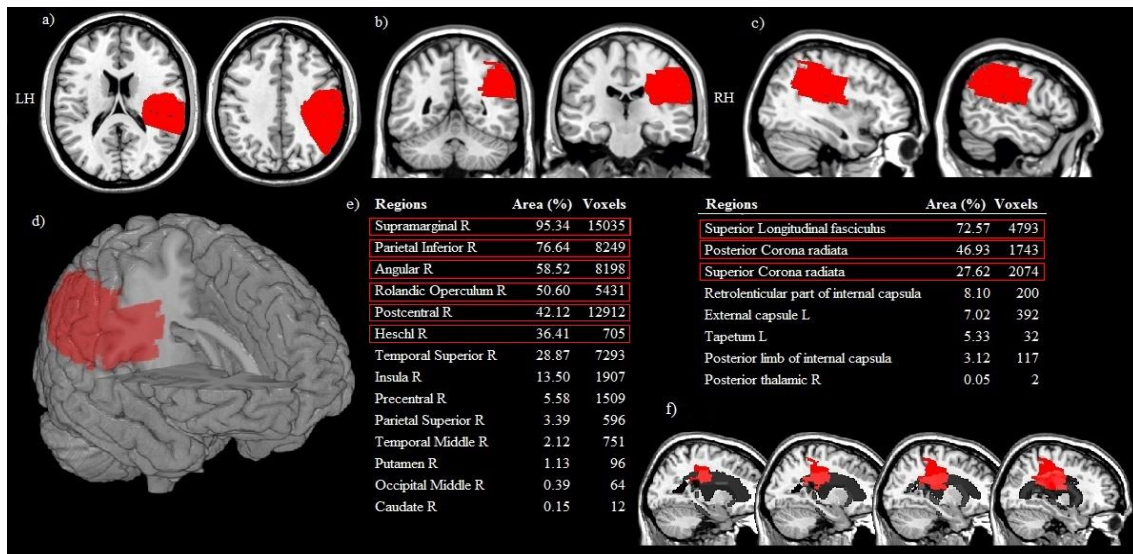 a)
b)
c)
LH
RH
d)
e)
Regions Area (%) Voxels
Supramarginal R 95.34 15035
Parietal Inferior R 76.64 8249
Angular R 58.52 8198
Rolandic Operculum R 50.60 5431
Postcentral R 42.12 12912
Heschl R 36.41 705
Temporal Superior R 28.87 7293
Insula R 13.50 1907
Precentral R 5.58 1509
Parietal Superior R 3.39 596
Temporal Middle R 2.12 751
Putamen R 1.13 96
Occipital Middle R 0.39 64
Caudate R 0.15 12
Regions Area (%) Voxels
Superior Longitudinal fasciculus 72.57 4793
Posterior Corona radiata 46.93 1743
Superior Corona radiata 27.62 2074
Retrolenticular part of internal capsula 8.10 200
External capsule L 7.02 392
Tapetum L 5.33 32
Posterior limb of internal capsula 3.12 117
Posterior thalamic R 0.05 2
f)